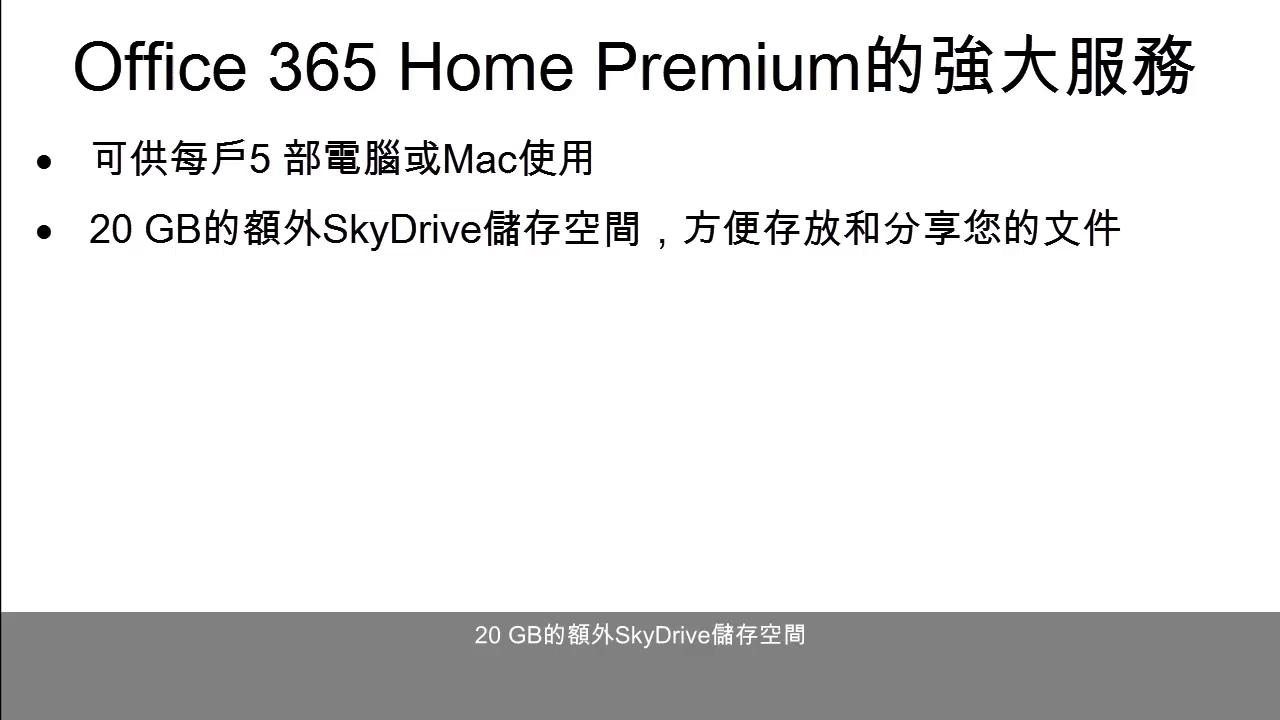 Office 365 Home Premium的強大服務
• 可供每戶5 部電腦或Mac使用
• 20 GB的額外SkyDrive儲存空間，方便存放和分享您的文件
20 GB的額外SkyDrive儲存空間